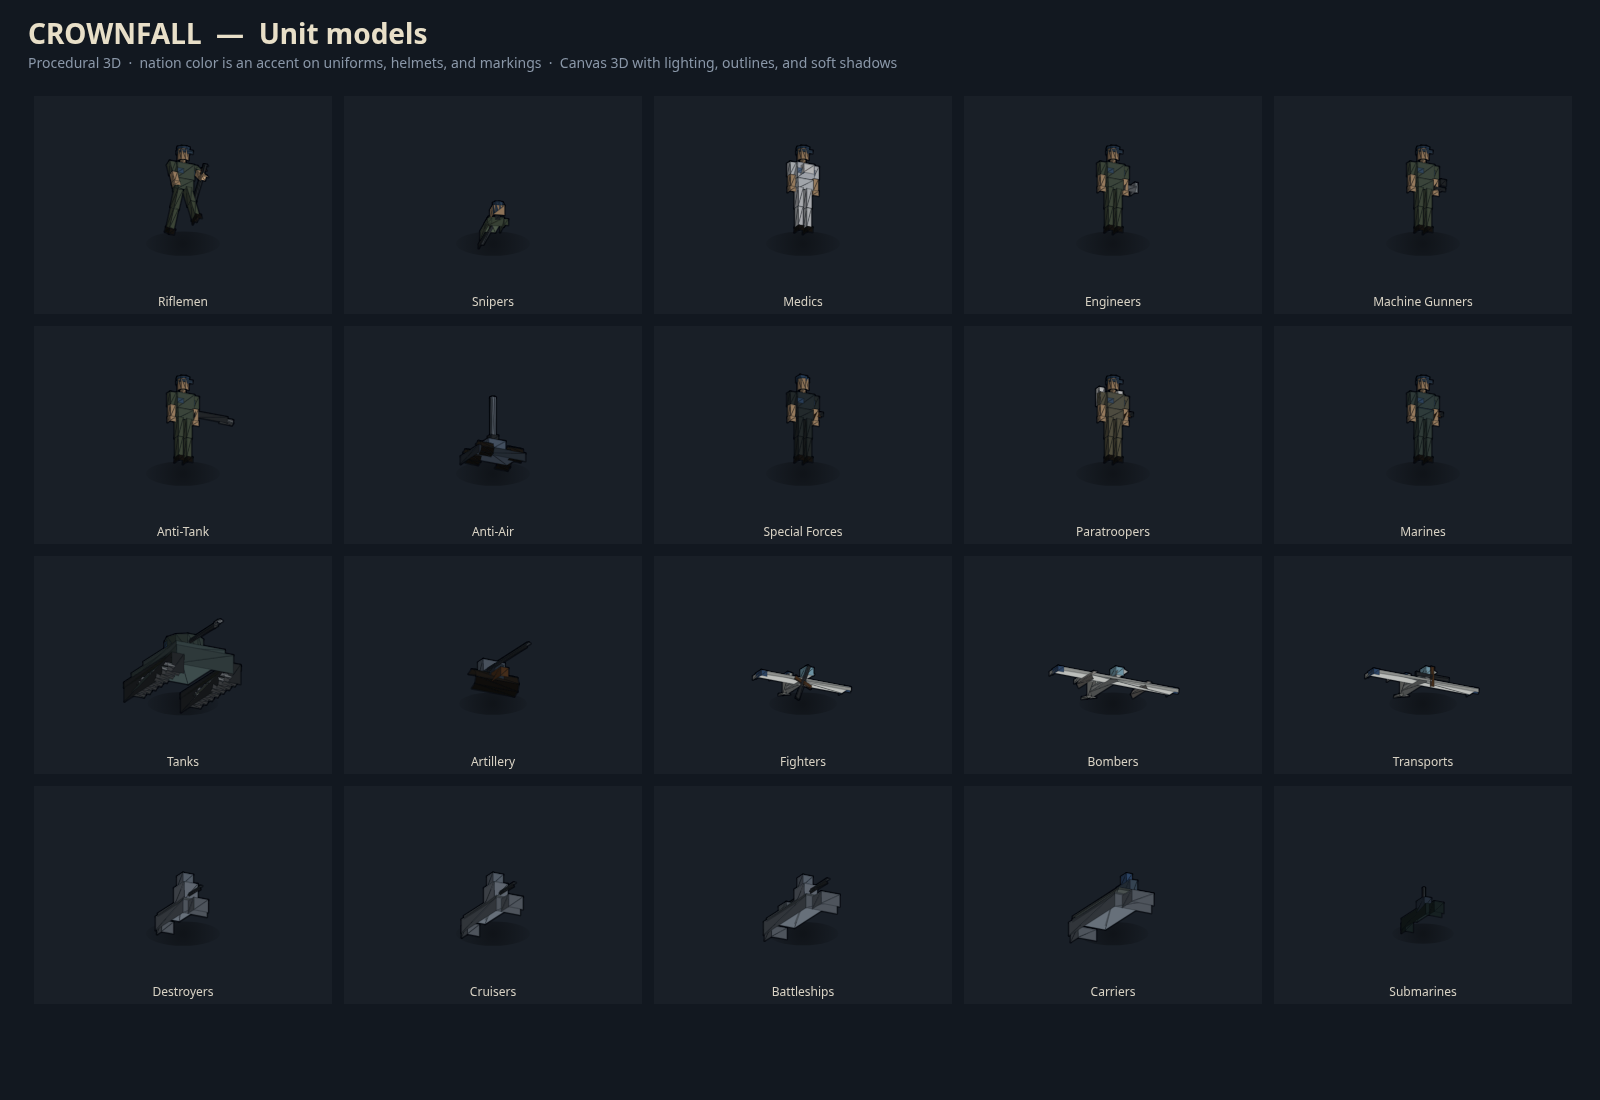 CROWNFALL — Unit models
Procedural 3D · nation color is an accent on uniforms, helmets, and markings · Canvas 3D with lighting, outlines, and soft shadows
Riflemen
Snipers
Medics
Engineers
Machine Gunners
Anti-Tank
Anti-Air
Special Forces
Paratroopers
Marines
Tanks
Artillery
Fighters
Bombers
Transports
Destroyers
Cruisers
Battleships
Carriers
Submarines